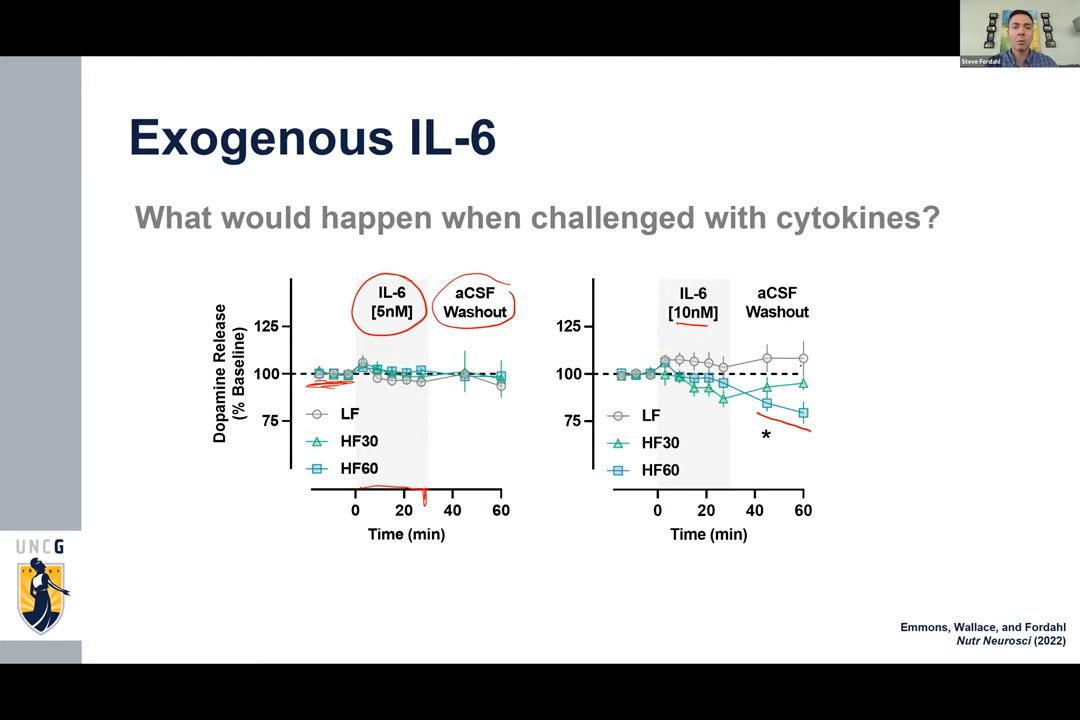 Steve Fordahl
Exogenous IL-6
What would happen when challenged with cytokines?
Dopamine Release
(% Baseline)
125
100
75
IL-6
[5nM]
aCSF
Washout
LF
HF30
HF60
0 20 40 60
Time (min)
125
100
75
IL-6
[10nM]
aCSF
Washout
LF
HF30
HF60
*
0 20 40 60
Time (min)
UNCG
Emmons, Wallace, and Fordahl
Nutr Neurosci (2022)